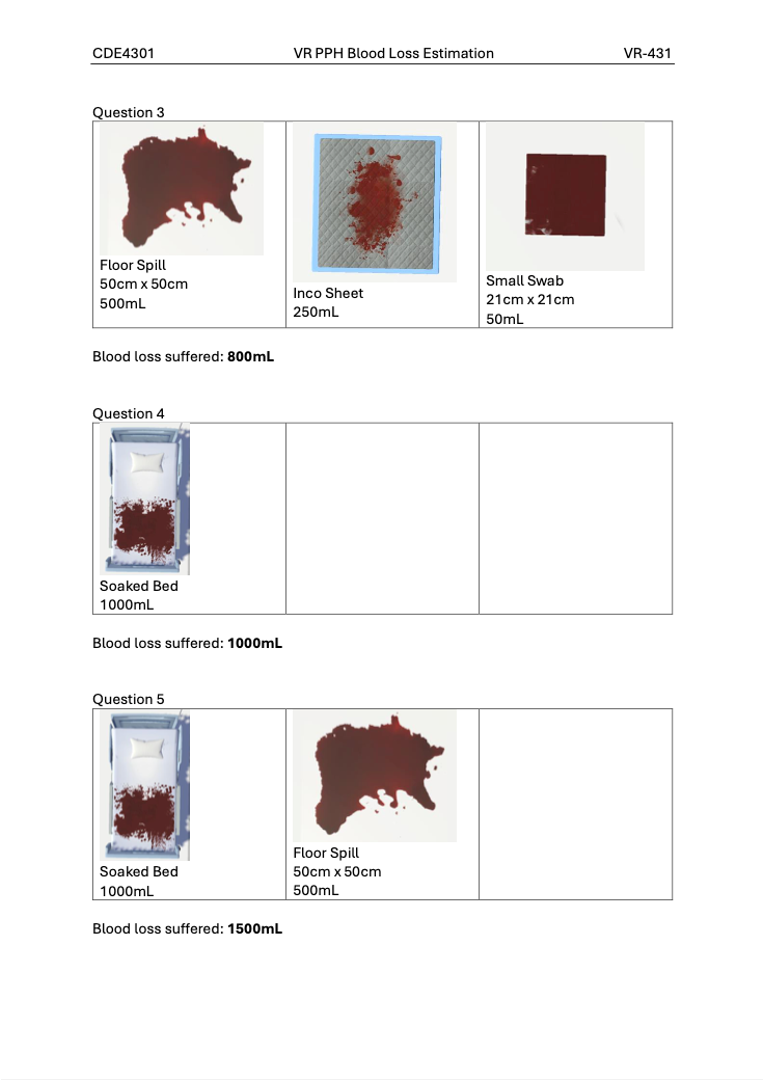 CDE4301 VR PPH Blood Loss Estimation VR-431
Question 3
Floor Spill
50cm x 50cm
500mL
Inco Sheet
250mL
Small Swab
21cm x 21cm
50mL
Blood loss suffered: 800mL
Question 4
Soaked Bed
1000mL
Blood loss suffered: 1000mL
Question 5
Soaked Bed
1000mL
Floor Spill
50cm x 50cm
500mL
Blood loss suffered: 1500mL